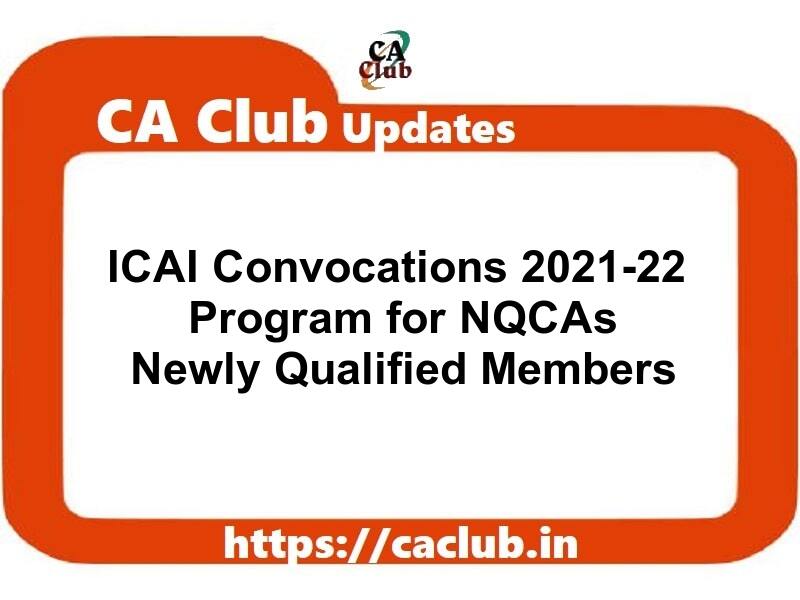 CA
Club
CA Club Updates
ICAI Convocations 2021-22
Program for NQCAs
Newly Qualified Members
https://caclub.in